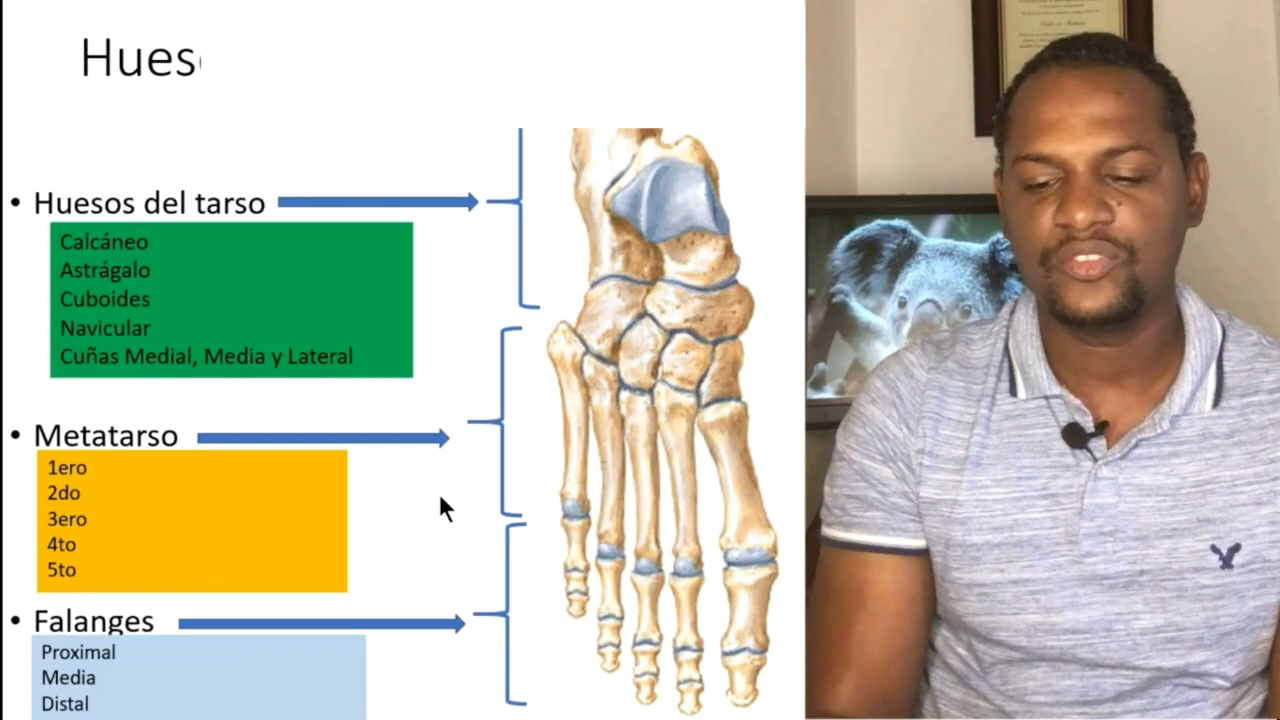 Hues
• Huesos del tarso
Calcáneo
Astrágalo
Cuboides
Navicular
Cuñas Medial, Media y Lateral
• Metatarso
1ero
2do
3ero
4to
5to
• Falanges
Proximal
Media
Distal